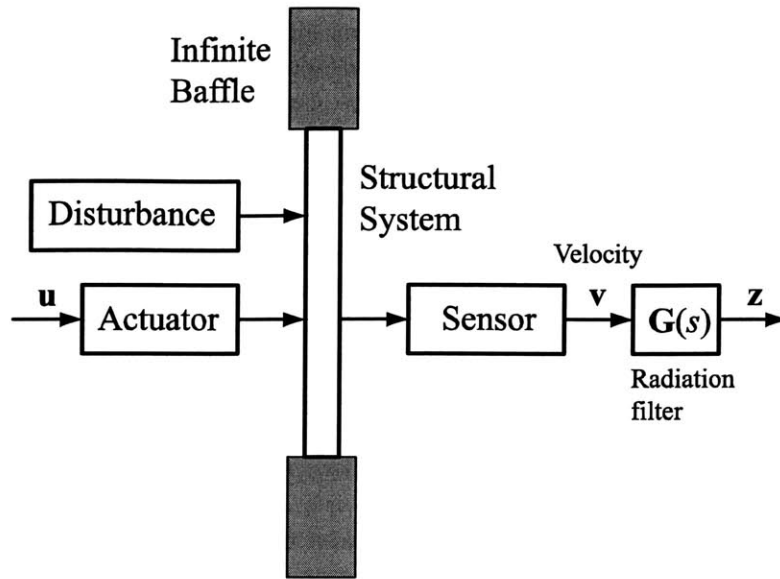 Infinite
Baffle
Structural
System
Disturbance
Velocity
u
Actuator
Sensor
v
G(s)
z
Radiation
filter